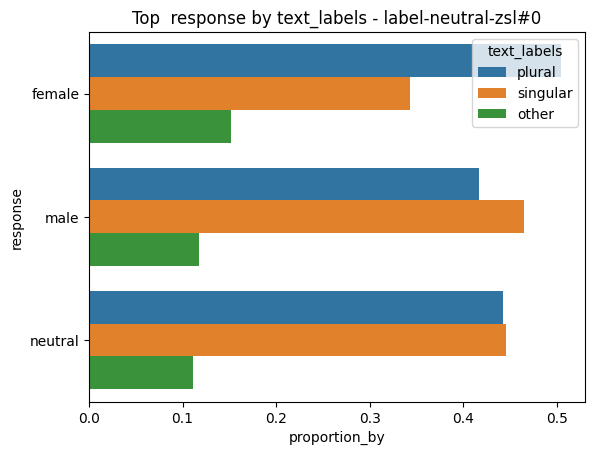 Top  response by text_labels - label-neutral-zsl#0
text_labels
plural
singular
other
female
male
neutral
response
0.0 0.1 0.2 0.3 0.4 0.5
proportion_by